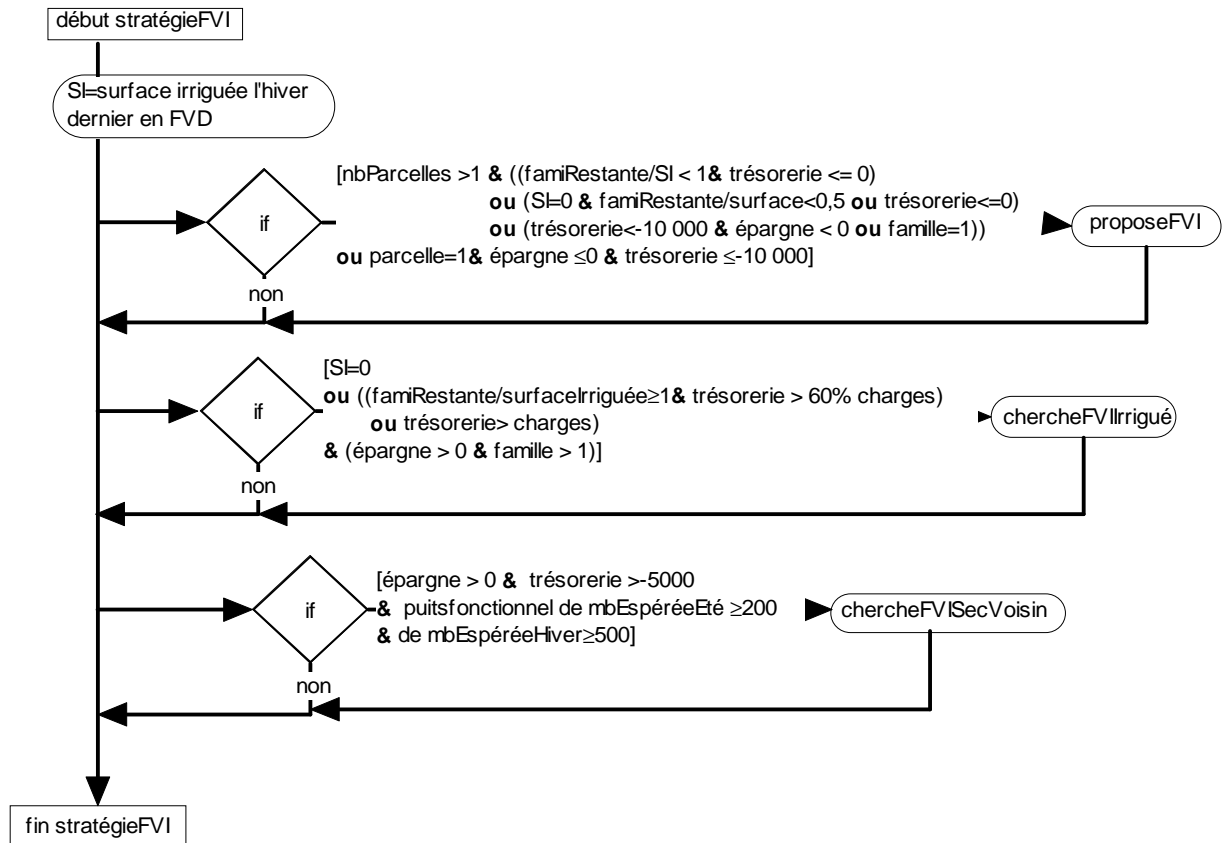 début stratégieFVI
SI=surface irriguée l'hiver
dernier en FVD
if
[nbParcelles >1 & ((famiRestante/SI < 1& trésorerie <= 0)
ou (SI=0 & famiRestante/surface<0,5 ou trésorerie<=0)
ou (trésorerie<-10 000 & épargne < 0 ou famille=1))
ou parcelle=1& épargne ≤0 & trésorerie ≤-10 000]
proposeFVI
non
if
[SI=0
ou ((famiRestante/surfaceIrriguée≥1& trésorerie > 60% charges)
ou trésorerie> charges)
& (épargne > 0 & famille > 1)]
chercheFVIIrrigué
non
if
[épargne > 0 & trésorerie >-5000
& puitsfonctionnel de mbEspéréeEté ≥200
& de mbEspéréeHiver≥500]
chercheFVISecVoisin
non
fin stratégieFVI